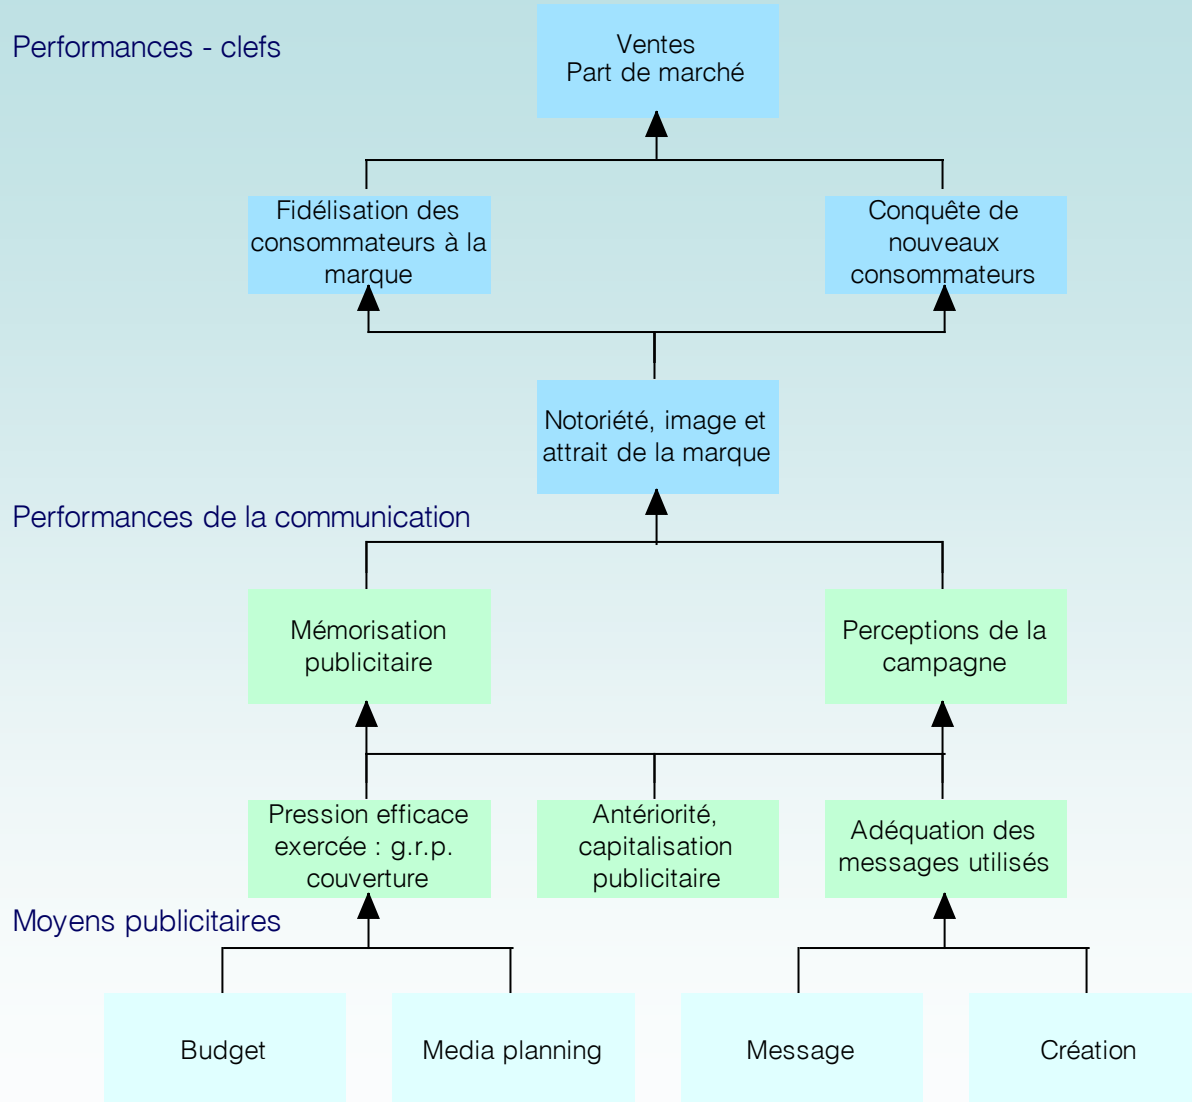 Performances - clefs
Ventes
Part de marché
Fidélisation des
consommateurs à la
marque
Conquête de
nouveaux
consommateurs
Notoriété, image et
attrait de la marque
Performances de la communication
Mémorisation
publicitaire
Perceptions de la
campagne
Pression efficace
exercée : g.r.p.
couverture
Antériorité,
capitalisation
publicitaire
Adéquation des
messages utilisés
Moyens publicitaires
Budget
Media planning
Message
Création